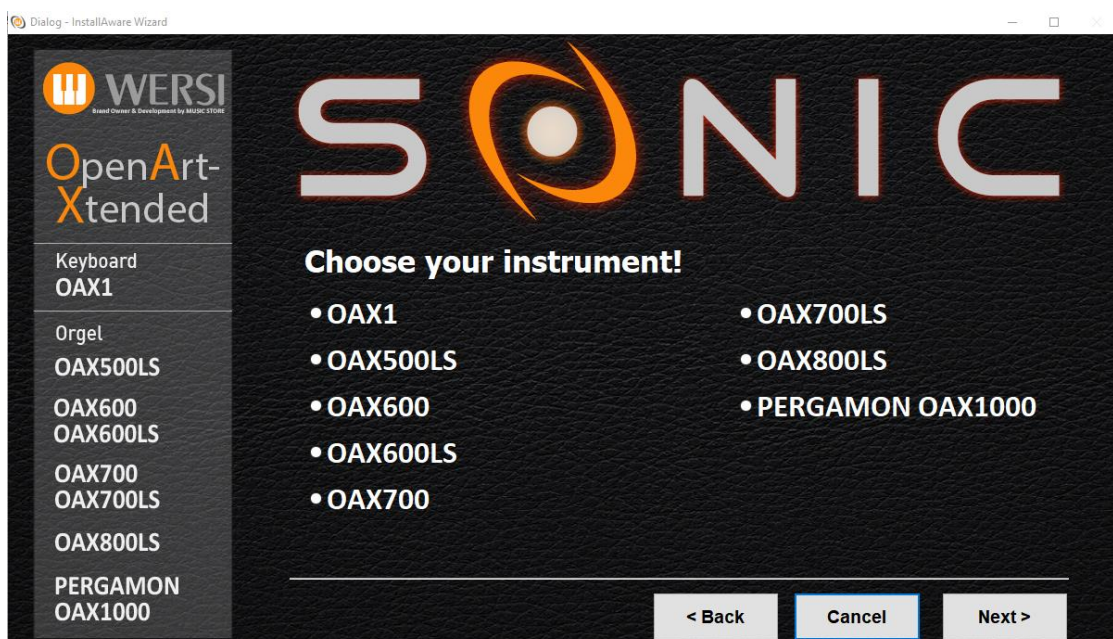 Dialog - InstallAware Wizard
WERSI
Brand Owner & Development by MUSIC STORE
OpenArt-
Xtended
Keyboard
OAX1
Orgel
OAX500LS
OAX600
OAX600LS
OAX700
OAX700LS
OAX800LS
PERGAMON
OAX1000
SONIC
Choose your instrument!
• OAX1
• OAX500LS
• OAX600
• OAX600LS
• OAX700
• OAX700LS
• OAX800LS
• PERGAMON OAX1000
< Back
Cancel
Next >